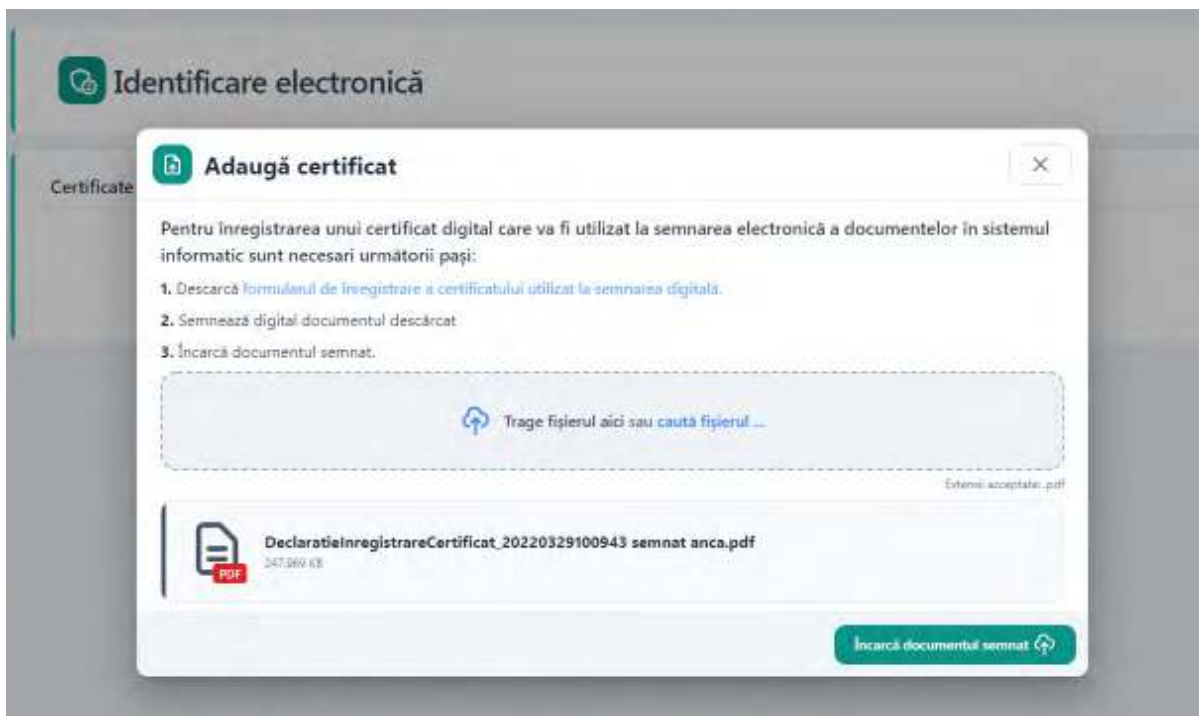 Identificare electronică
Adaugă certificat
Certificate
Pentru înregistrarea unui certificat digital care va fi utilizat la semnarea electronică a documentelor în sistemul
informatic sunt necesari următorii pași:
1. Descarcă formularul de înregistrare a certificatului utilizat la semnarea digitală.
2. Semnează digital documentul descărcat
3. Încarcă documentul semnat.
Trage fișierul aici sau caută fișierul ...
Extensii acceptate: .pdf
DeclaratieInregistrareCertificat_20220329100943 semnat anca.pdf
247.969 KB
PDF
Încarcă documentul semnat